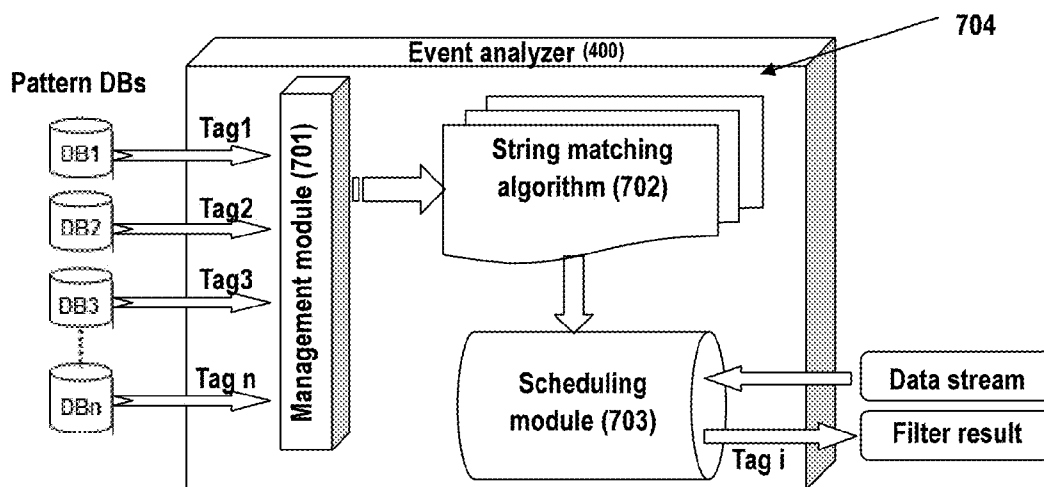 704
Event analyzer (400)
Pattern DBs
Tag1
DB1
Tag2
DB2
Tag3
DB3
Tag n
DBn
Management module (701)
String matching
algorithm (702)
Scheduling
module (703)
Data stream
Filter result
Tag i